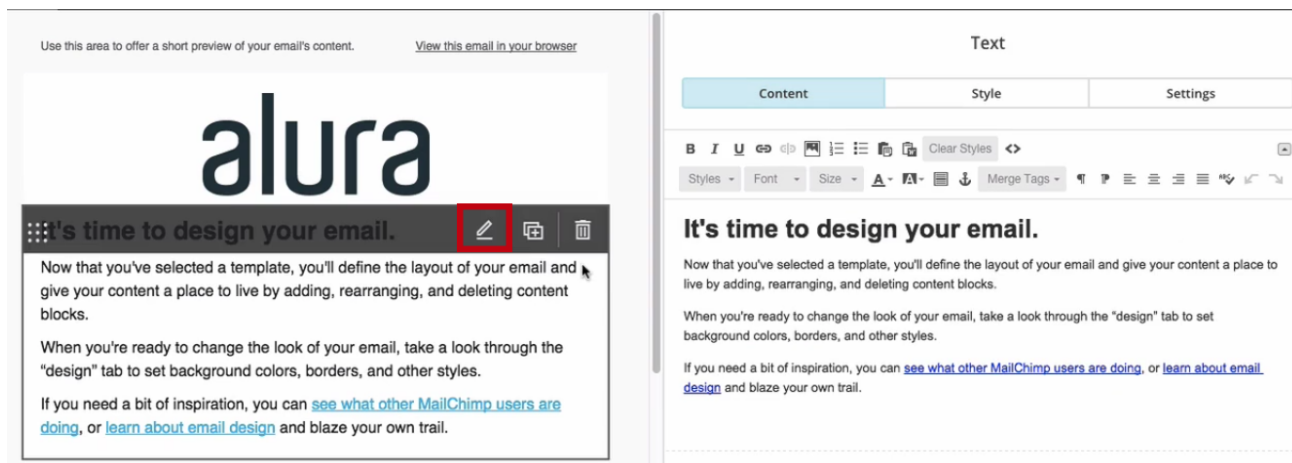 Use this area to offer a short preview of your email's content.
View this email in your browser
alura
It's time to design your email.
Now that you've selected a template, you'll define the layout of your email and
give your content a place to live by adding, rearranging, and deleting content
blocks.
When you're ready to change the look of your email, take a look through the
“design” tab to set background colors, borders, and other styles.
If you need a bit of inspiration, you can see what other MailChimp users are
doing, or learn about email design and blaze your own trail.
Text
Content
Style
Settings
B I U
Clear Styles
Styles
Font
Size
A
A
Merge Tags
ABC
It's time to design your email.
Now that you've selected a template, you'll define the layout of your email and give your content a place to
live by adding, rearranging, and deleting content blocks.
When you're ready to change the look of your email, take a look through the “design” tab to set
background colors, borders, and other styles.
If you need a bit of inspiration, you can see what other MailChimp users are doing, or learn about email
design and blaze your own trail.